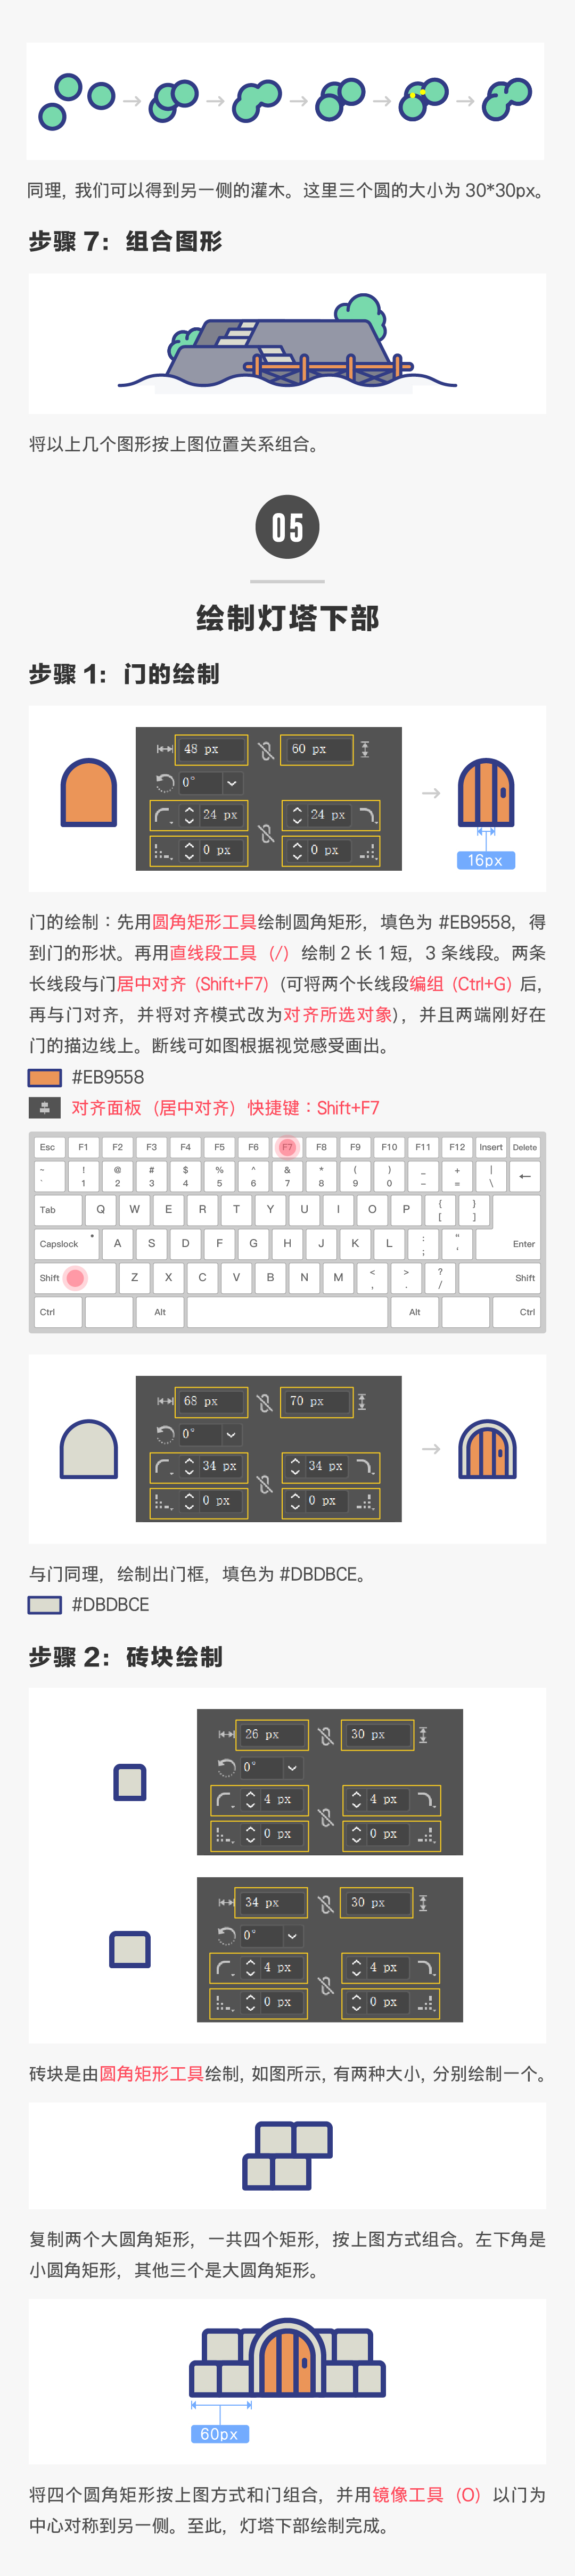 同理，我们可以得到另一侧的灌木。这里三个圆的大小为 30*30px。
步骤 7：组合图形
将以上几个图形按上图位置关系组合。
05
绘制灯塔下部
步骤 1：门的绘制
48 px 60 px
0°
24 px 24 px
0 px 0 px
16px
门的绘制：先用圆角矩形工具绘制圆角矩形，填色为 #EB9558，得
到门的形状。再用直线段工具（/）绘制 2 长 1 短，3 条线段。两条
长线段与门居中对齐 (Shift+F7)（可将两个长线段编组 (Ctrl+G) 后，
再与门对齐，并将对齐模式改为对齐所选对象），并且两端刚好在
门的描边线上。断线可如图根据视觉感受画出。
#EB9558
对齐面板（居中对齐）快捷键：Shift+F7
Esc F1 F2 F3 F4 F5 F6 F7 F8 F9 F10 F11 F12 Insert Delete
~ ! @ # $ % ^ & * ( ) _ + |
` 1 2 3 4 5 6 7 8 9 0 - = \ ←
Tab Q W E R T Y U I O P { [ } ]
Capslock A S D F G H J K L : ; " ' Enter
Shift Z X C V B N M < , > . ? / Shift
Ctrl Alt Alt Ctrl
68 px 70 px
0°
34 px 34 px
0 px 0 px
与门同理，绘制出门框，填色为 #DBDBCE。
#DBDBCE
步骤 2：砖块绘制
26 px 30 px
0°
4 px 4 px
0 px 0 px
34 px 30 px
0°
4 px 4 px
0 px 0 px
砖块是由圆角矩形工具绘制，如图所示，有两种大小，分别绘制一个。
复制两个大圆角矩形，一共四个矩形，按上图方式组合。左下角是
小圆角矩形，其他三个是大圆角矩形。
60px
将四个圆角矩形按上图方式和门组合，并用镜像工具（O）以门为
中心对称到另一侧。至此，灯塔下部绘制完成。